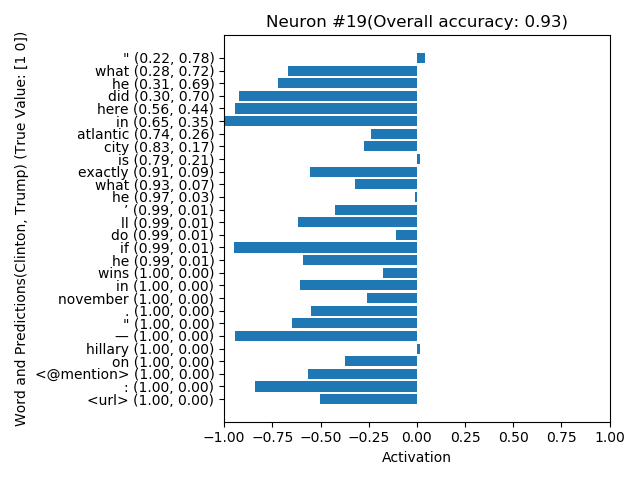 Neuron #19(Overall accuracy: 0.93)
Word and Predictions(Clinton, Trump) (True Value: [1 0])
" (0.22, 0.78)
what (0.28, 0.72)
he (0.31, 0.69)
did (0.30, 0.70)
here (0.56, 0.44)
in (0.65, 0.35)
atlantic (0.74, 0.26)
city (0.83, 0.17)
is (0.79, 0.21)
exactly (0.91, 0.09)
what (0.93, 0.07)
he (0.97, 0.03)
’ (0.99, 0.01)
ll (0.99, 0.01)
do (0.99, 0.01)
if (0.99, 0.01)
he (0.99, 0.01)
wins (1.00, 0.00)
in (1.00, 0.00)
november (1.00, 0.00)
. (1.00, 0.00)
" (1.00, 0.00)
— (1.00, 0.00)
hillary (1.00, 0.00)
on (1.00, 0.00)
<@mention> (1.00, 0.00)
: (1.00, 0.00)
<url> (1.00, 0.00)
−1.00 −0.75 −0.50 −0.25 0.00 0.25 0.50 0.75 1.00
Activation